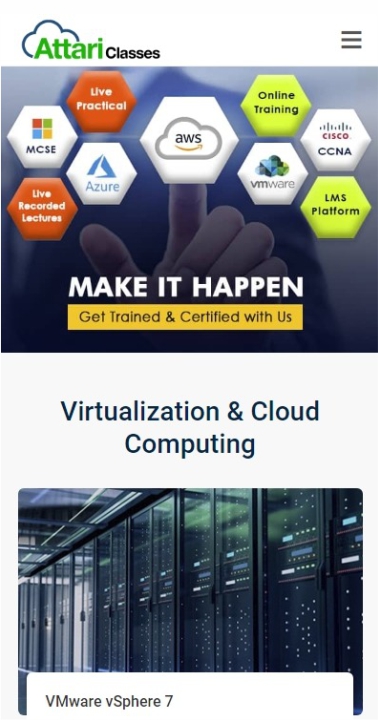 Attari Classes
Live
Practical
Online
Training
MCSE
aws
CISCO
CCNA
Azure
vmware
Live
Recorded
Lectures
LMS
Platform
MAKE IT HAPPEN
Get Trained & Certified with Us
Virtualization & Cloud
Computing
VMware vSphere 7